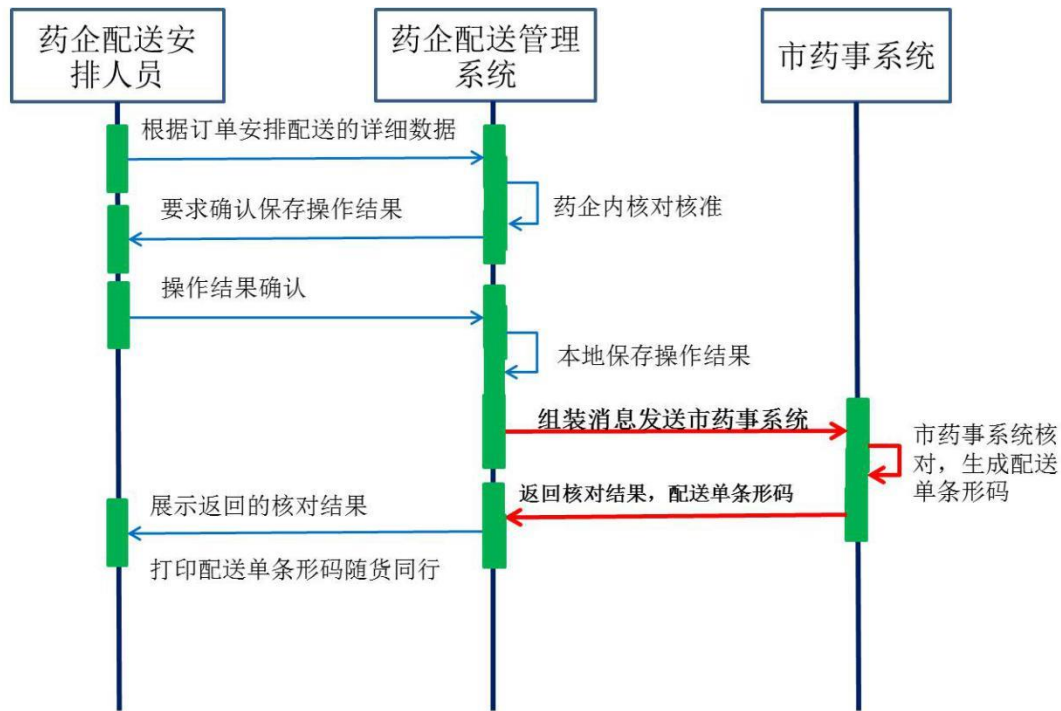 药企配送安
排人员
药企配送管理
系统
市药事系统
根据订单安排配送的详细数据
药企内核对核准
要求确认保存操作结果
操作结果确认
本地保存操作结果
组装消息发送市药事系统
市药事系统核
对，生成配送
单条形码
返回核对结果，配送单条形码
展示返回的核对结果
打印配送单条形码随货同行